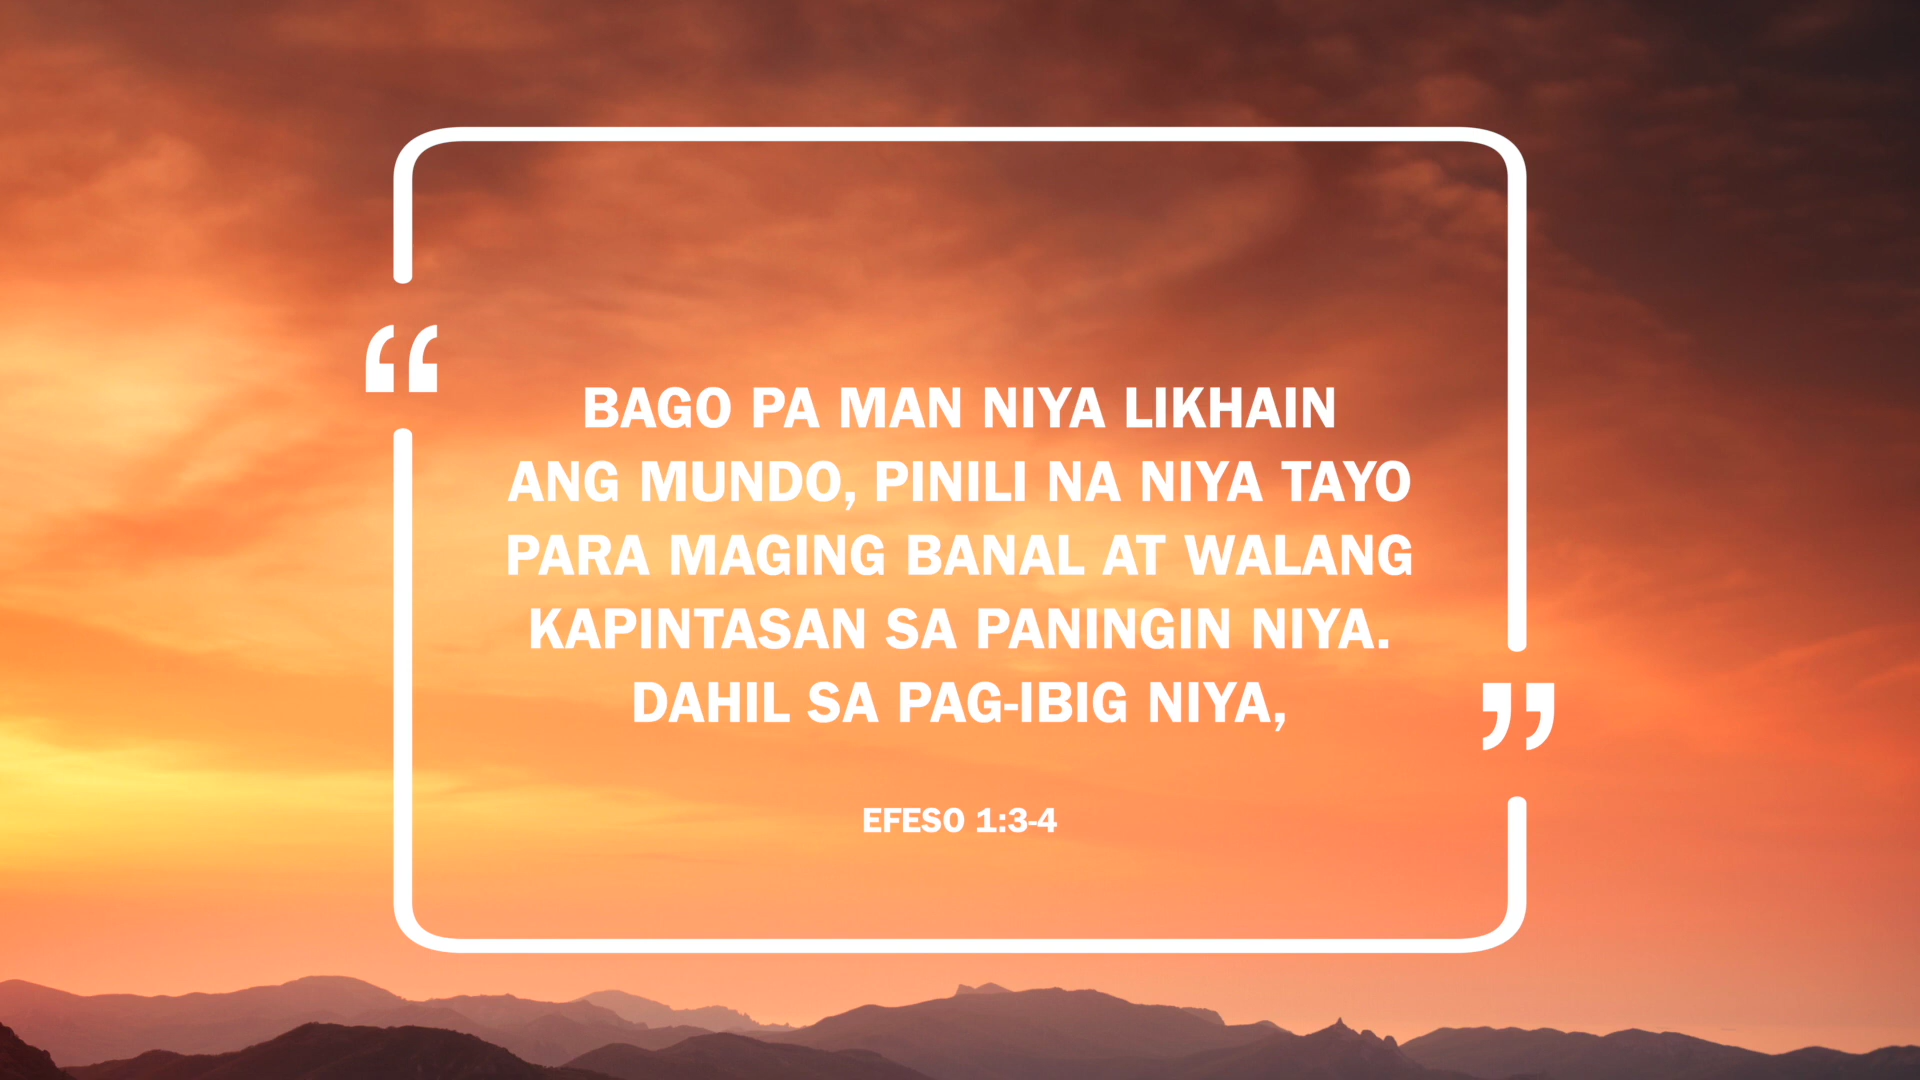 “
BAGO PA MAN NIYA LIKHAIN
ANG MUNDO, PINILI NA NIYA TAYO
PARA MAGING BANAL AT WALANG
KAPINTASAN SA PANINGIN NIYA.
DAHIL SA PAG-IBIG NIYA,
”
EFESO 1:3-4